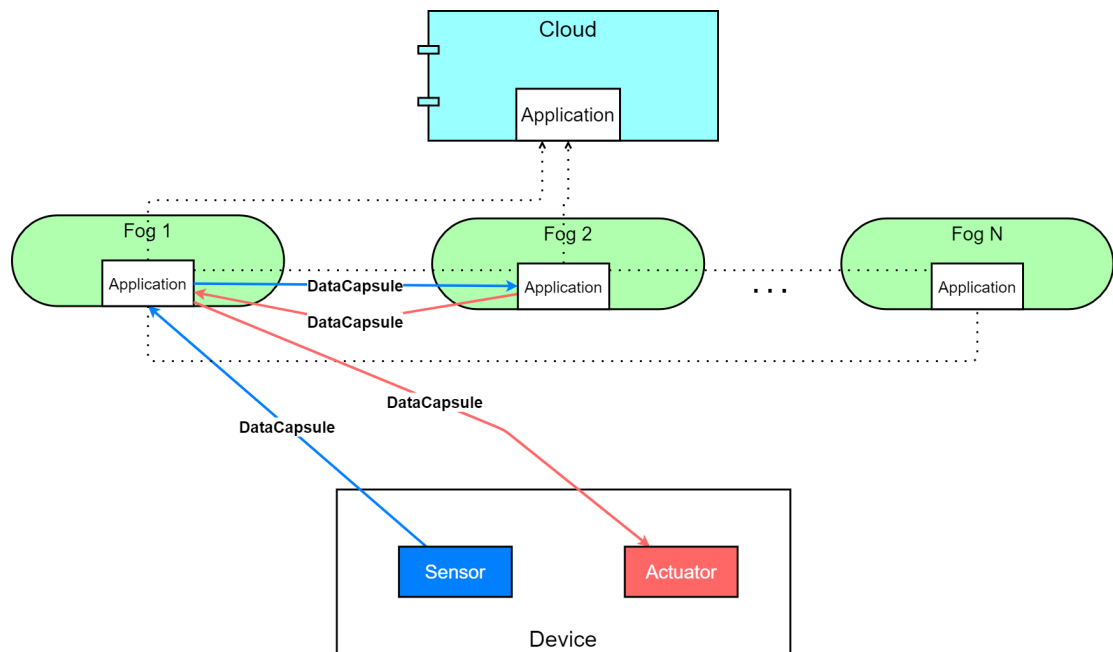 Cloud
Application
Fog 1
Fog 2
Fog N
Application
DataCapsule
Application
...
Application
DataCapsule
DataCapsule
DataCapsule
Sensor
Actuator
Device